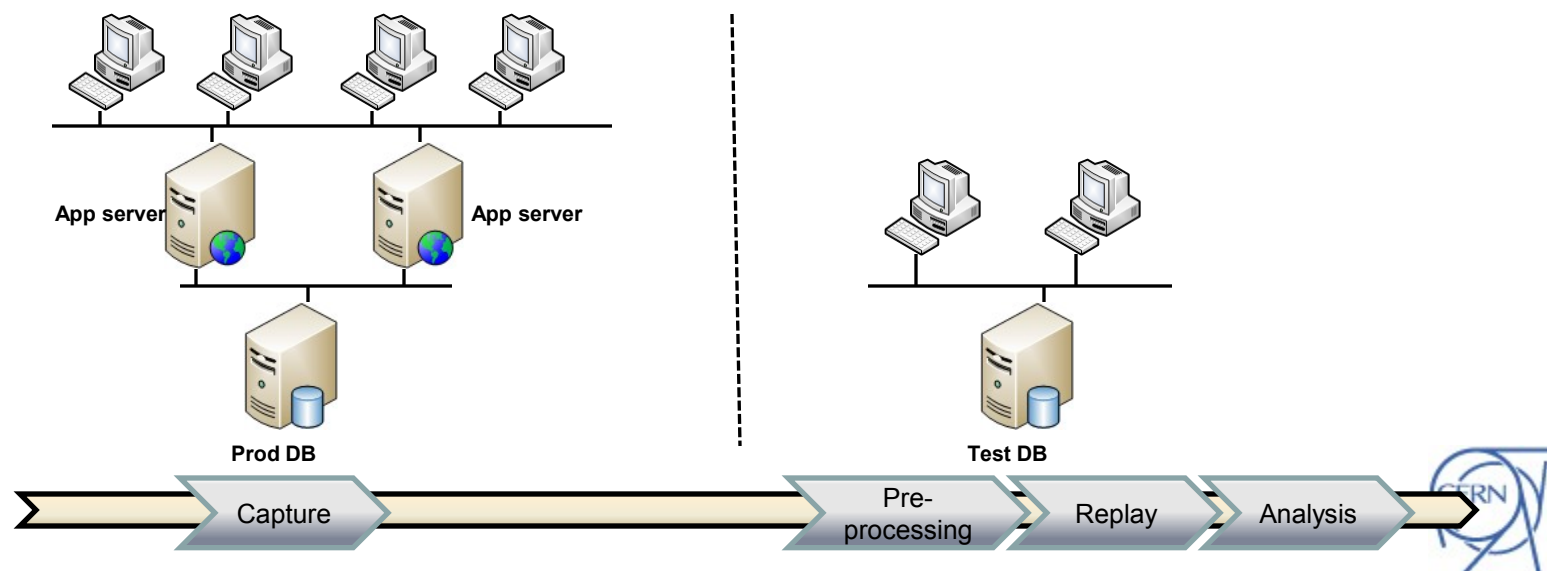 App server
App server
Prod DB
Test DB
Capture
Pre-
processing
Replay
Analysis
CERN